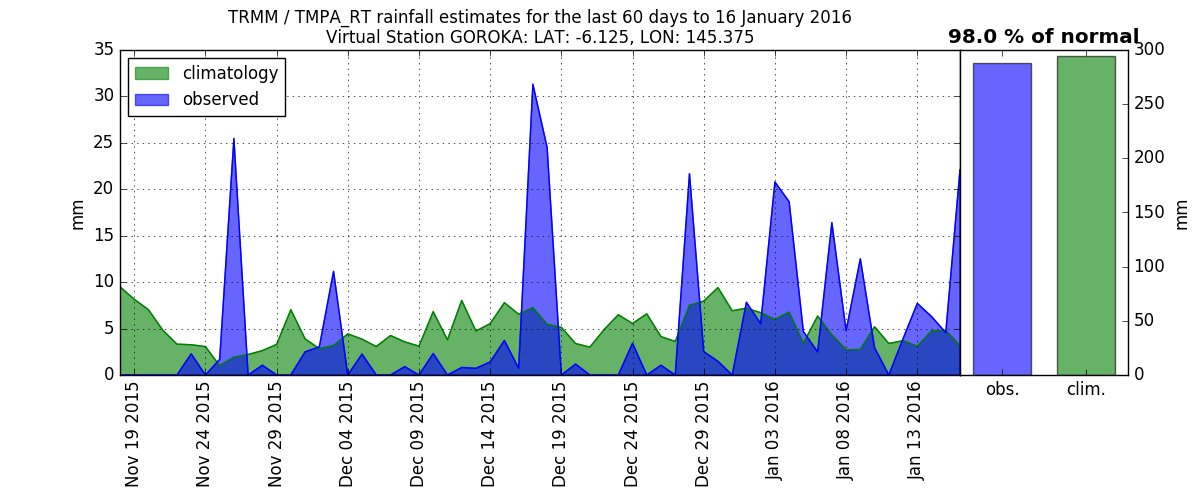 TRMM / TMPA_RT rainfall estimates for the last 60 days to 16 January 2016
Virtual Station GOROKA: LAT: -6.125, LON: 145.375
98.0 % of normal
climatology
observed
35
30
25
20
15
10
5
0
mm
Nov 19 2015
Nov 24 2015
Nov 29 2015
Dec 04 2015
Dec 09 2015
Dec 14 2015
Dec 19 2015
Dec 24 2015
Dec 29 2015
Jan 03 2016
Jan 08 2016
Jan 13 2016
300
250
200
150
100
50
0
mm
obs.
clim.